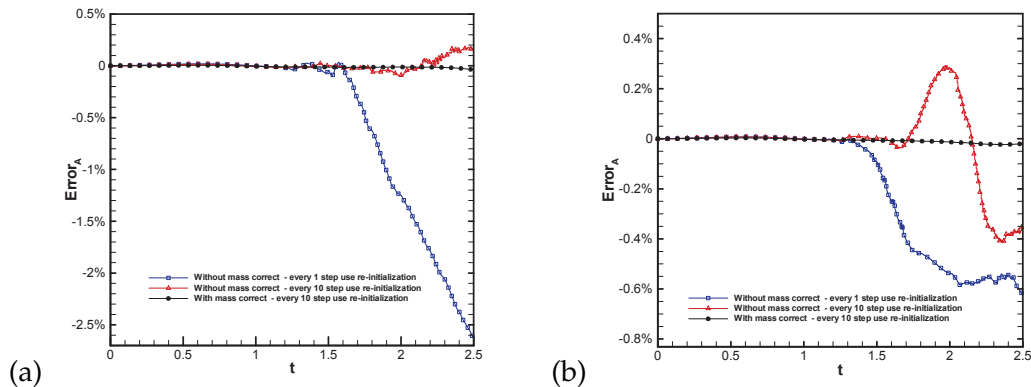 0.5%
0
-0.5%
-1%
-1.5%
-2%
-2.5%
Error_A
0 0.5 1 1.5 2 2.5
t
Without mass correct - every 1 step use re-initialization
Without mass correct - every 10 step use re-initialization
With mass correct - every 10 step use re-initialization
(a)
0.4%
0.2%
0
-0.2%
-0.4%
-0.6%
-0.8%
Error_A
0 0.5 1 1.5 2 2.5
t
Without mass correct - every 1 step use re-initialization
Without mass correct - every 10 step use re-initialization
With mass correct - every 10 step use re-initialization
(b)